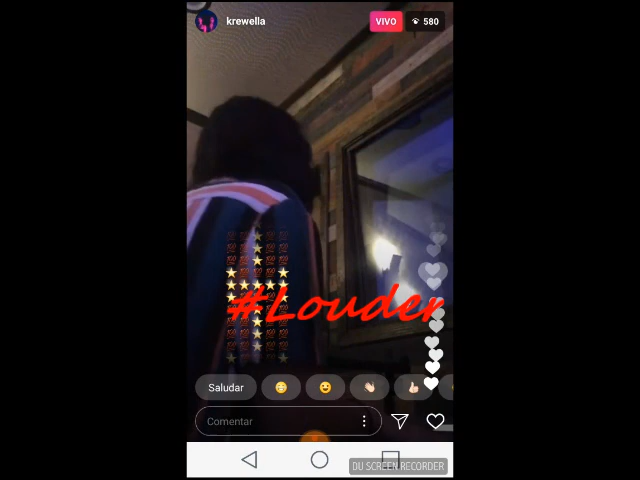 krewella
VIVO
580
#Louder
Saludar
Comentar
DU SCREEN RECORDER